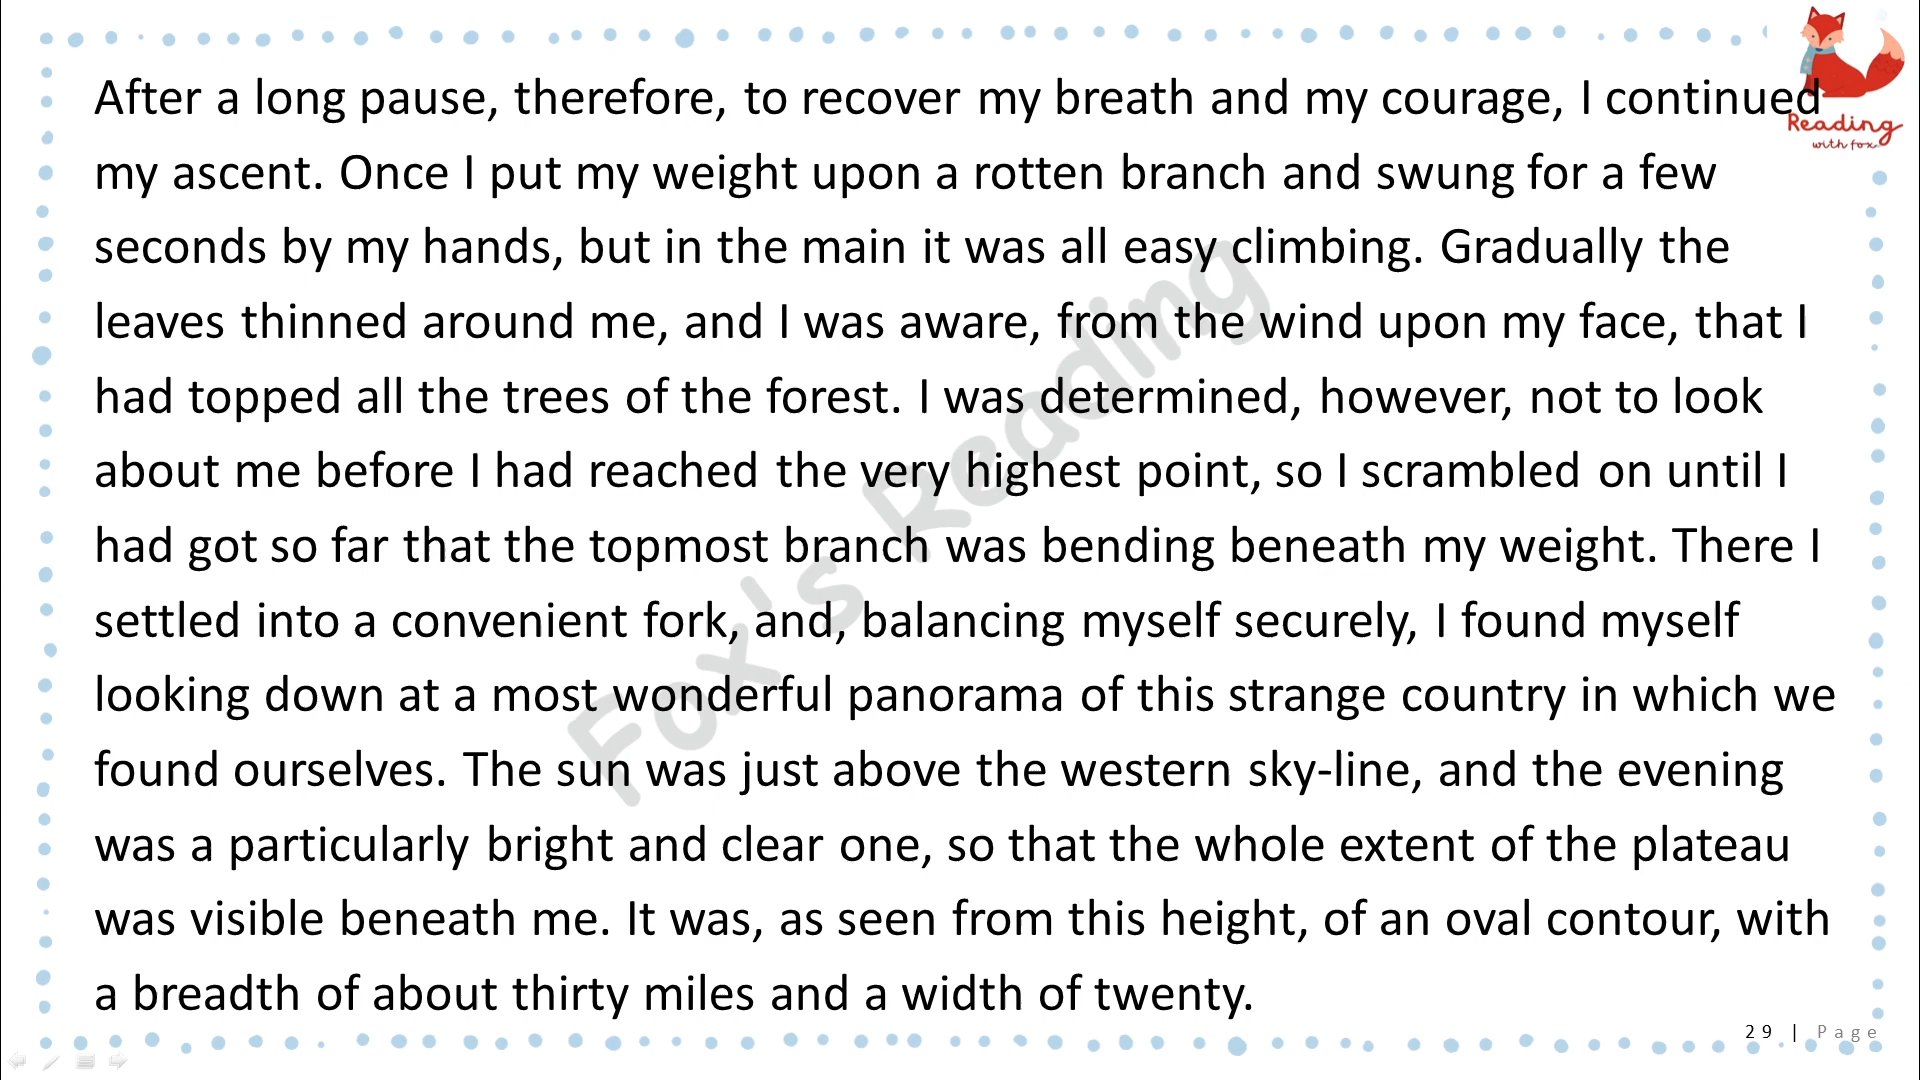 After a long pause, therefore, to recover my breath and my courage, I continued
my ascent. Once I put my weight upon a rotten branch and swung for a few
seconds by my hands, but in the main it was all easy climbing. Gradually the
leaves thinned around me, and I was aware, from the wind upon my face, that I
had topped all the trees of the forest. I was determined, however, not to look
about me before I had reached the very highest point, so I scrambled on until I
had got so far that the topmost branch was bending beneath my weight. There I
settled into a convenient fork, and, balancing myself securely, I found myself
looking down at a most wonderful panorama of this strange country in which we
found ourselves. The sun was just above the western sky-line, and the evening
was a particularly bright and clear one, so that the whole extent of the plateau
was visible beneath me. It was, as seen from this height, of an oval contour, with
a breadth of about thirty miles and a width of twenty.
Reading
with fox
Fox's Reading
29 | Page